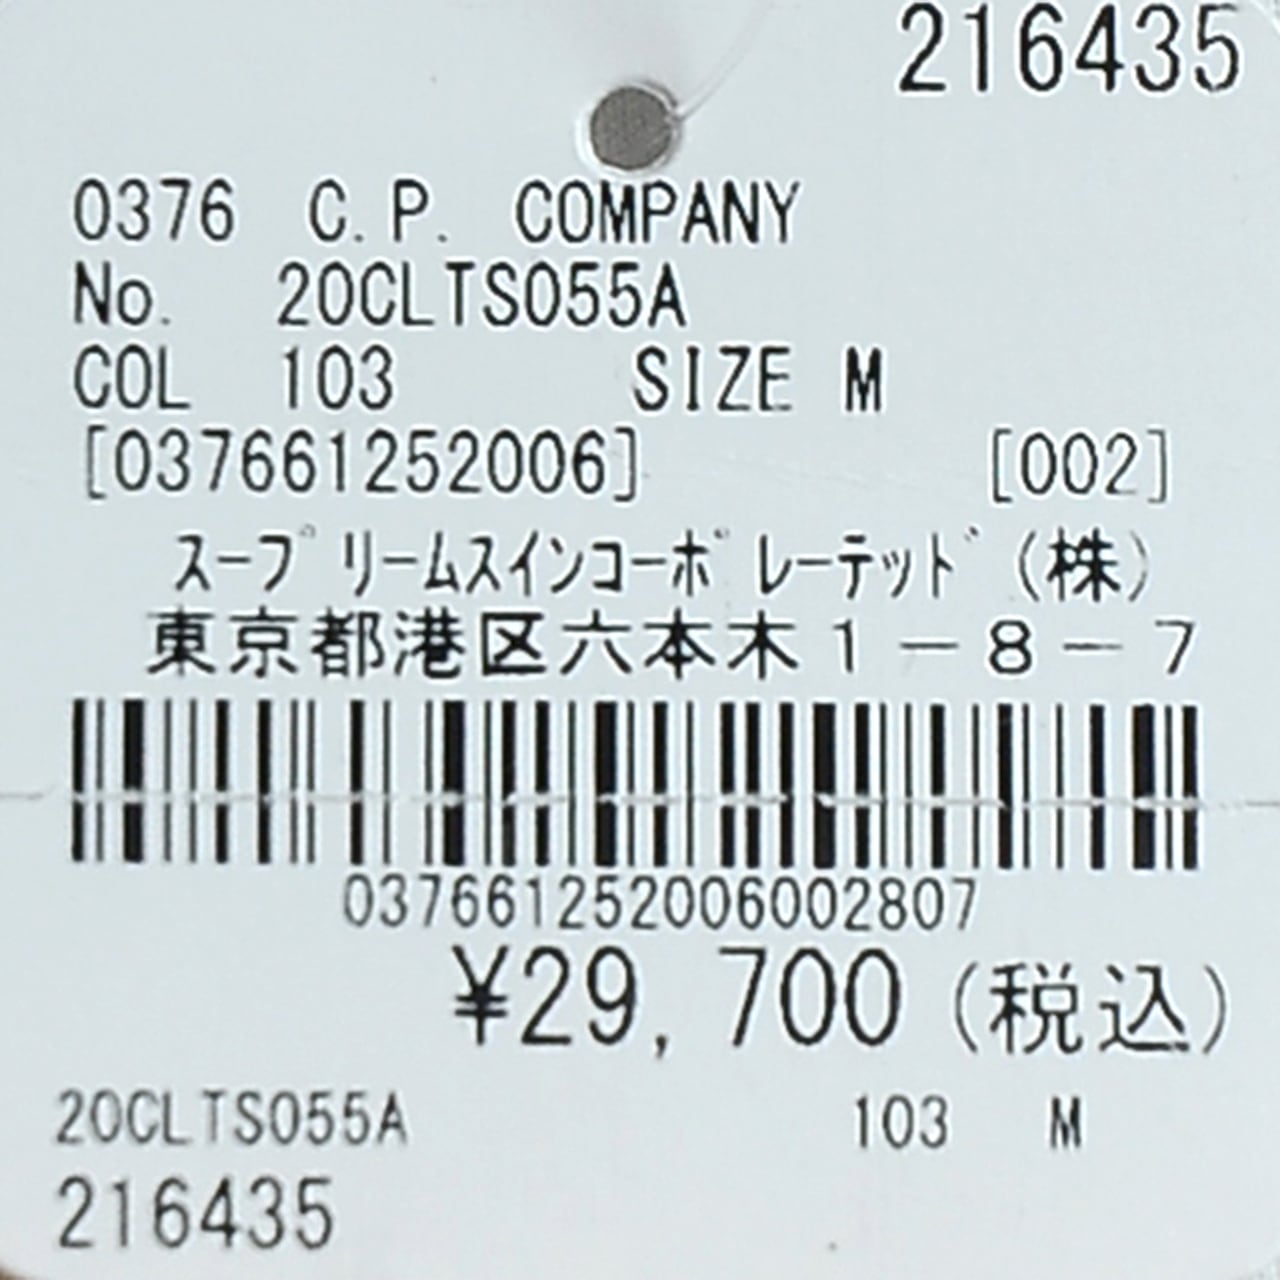 216435
0376 C.P. COMPANY
No. 20CLTS055A
COL 103 SIZE M
[037661252006] [002]
ｽｰﾌﾟﾘｰﾑｽｲﾝｺｰﾎﾟﾚｰﾃｯﾄﾞ(株)
東京都港区六本木1－8－7
037661252006002807
¥29,700(税込)
20CLTS055A 103 M
216435